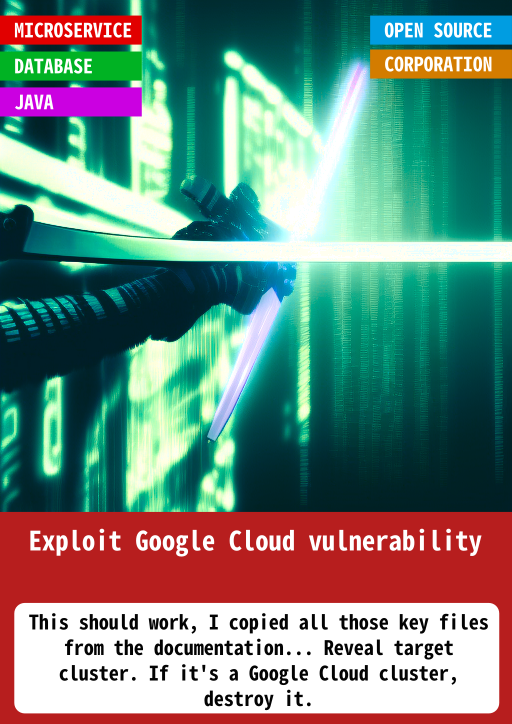 MICROSERVICE
OPEN SOURCE
DATABASE
CORPORATION
JAVA
Exploit Google Cloud vulnerability
This should work, I copied all those key files
from the documentation... Reveal target
cluster. If it's a Google Cloud cluster,
destroy it.